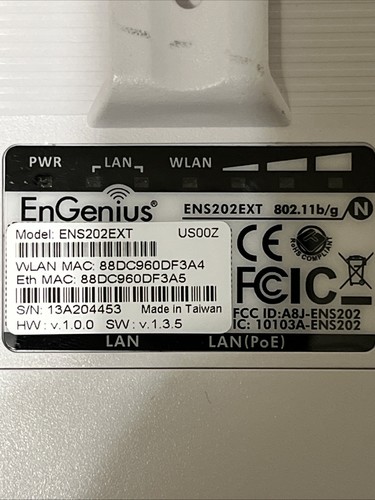 PWR LAN WLAN
EnGenius® ENS202EXT 802.11b/g N
Model: ENS202EXT US00Z
WLAN MAC: 88DC960DF3A4
Eth MAC: 88DC960DF3A5
S/N: 13A204453 Made in Taiwan
HW : v.1.0.0 SW : v.1.3.5
CE RoHS COMPLIANT
FC IC
FCC ID:A8J-ENS202
IC: 10103A-ENS202
LAN LAN(PoE)